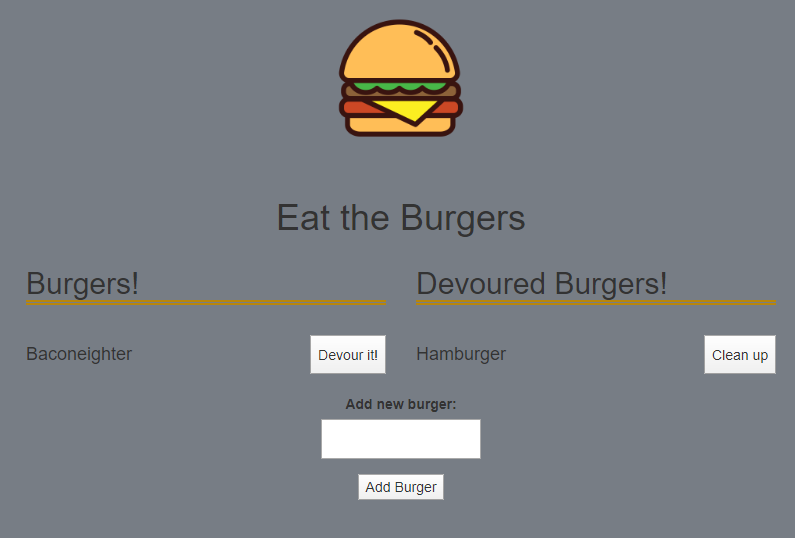 Eat the Burgers
Burgers!
Baconeighter
Devour it!
Devoured Burgers!
Hamburger
Clean up
Add new burger:
Add Burger